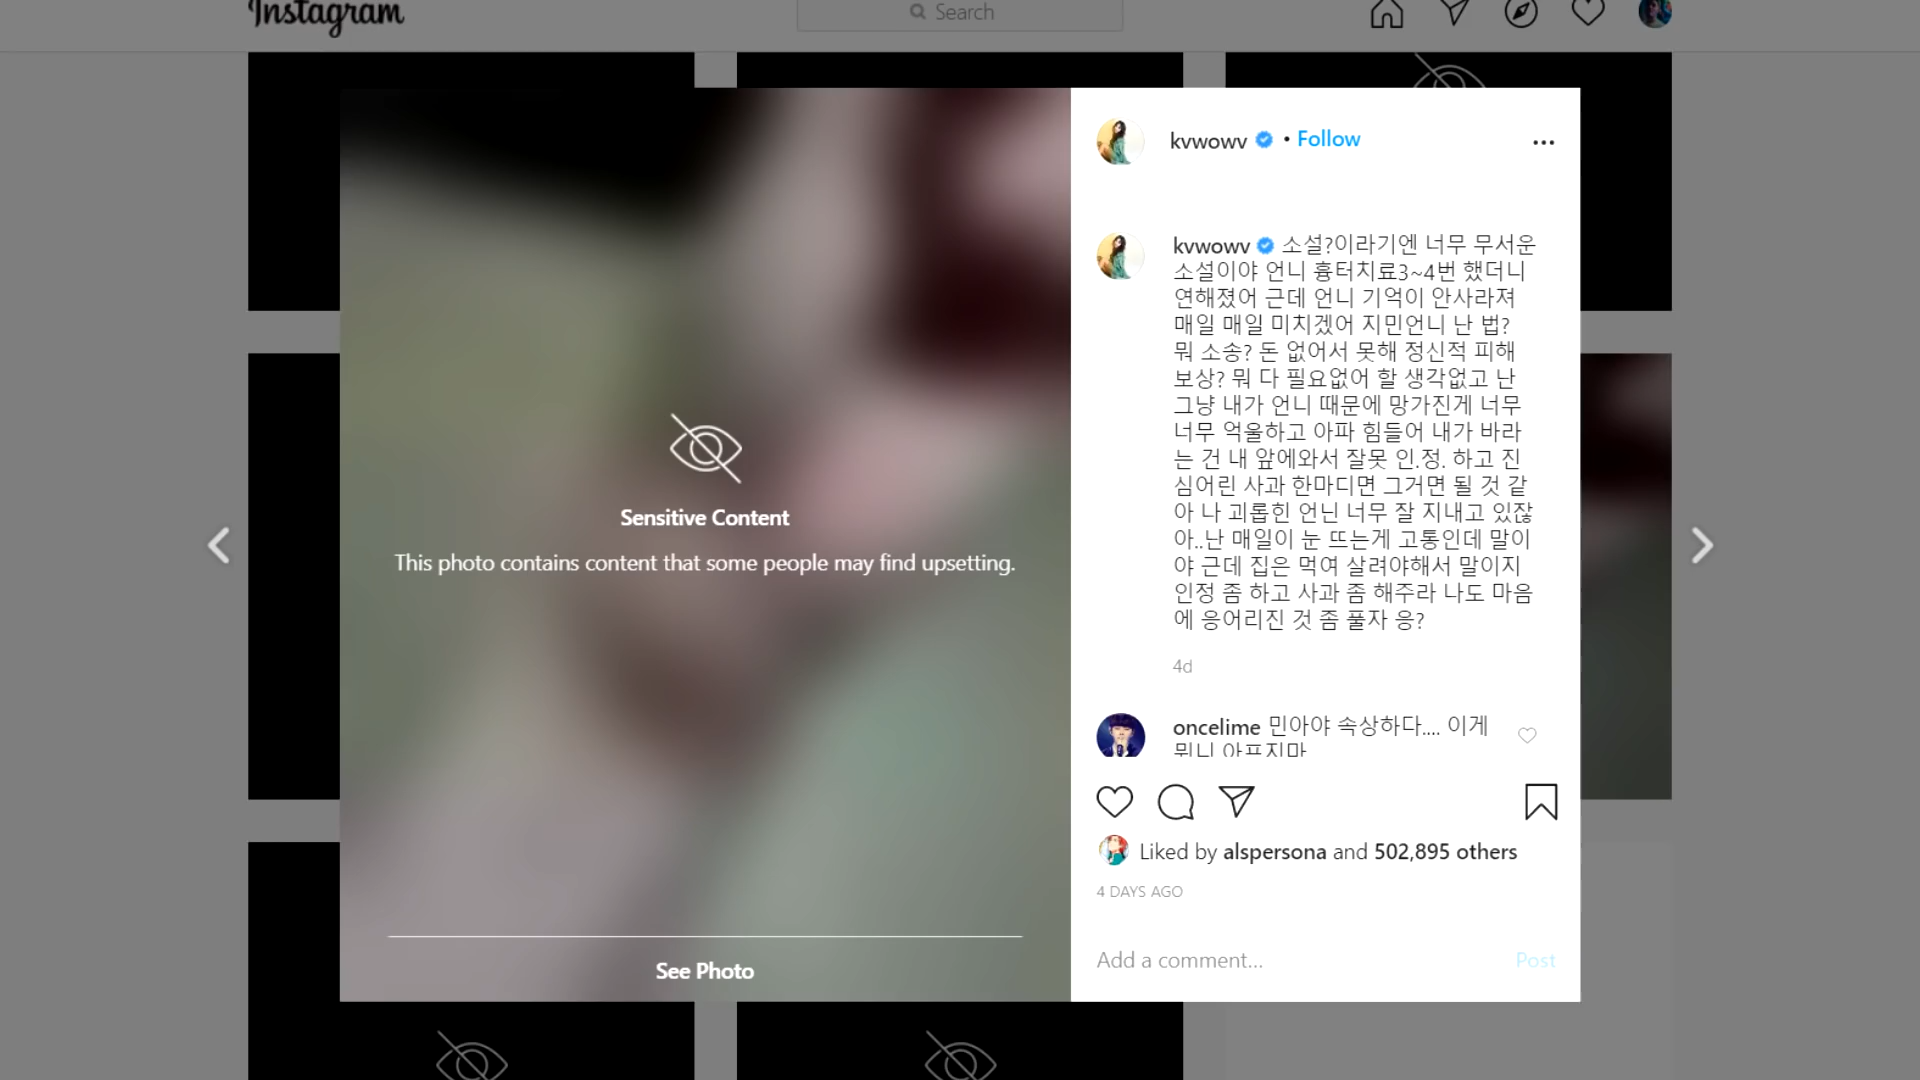 Instagram
Search
kvwowv • Follow
kvwowv 소설?이라기엔 너무 무서운
소설이야 언니 흉터치료3~4번 했더니
연해졌어 근데 언니 기억이 안사라져
매일 매일 미치겠어 지민언니 난 법?
뭐 소송? 돈 없어서 못해 정신적 피해
보상? 뭐 다 필요없어 할 생각없고 난
그냥 내가 언니 때문에 망가진게 너무
너무 억울하고 아파 힘들어 내가 바라
는 건 내 앞에와서 잘못 인.정. 하고 진
심어린 사과 한마디면 그거면 될 것 같
아 나 괴롭힌 언닌 너무 잘 지내고 있잖
아..난 매일이 눈 뜨는게 고통인데 말이
야 근데 집은 먹여 살려야해서 말이지
인정 좀 하고 사과 좀 해주라 나도 마음
에 응어리진 것 좀 풀자 응?
4d
oncelime 민아야 속상하다.... 이게
뭐니 아프지마
Sensitive Content
This photo contains content that some people may find upsetting.
See Photo
Liked by alspersona and 502,895 others
4 DAYS AGO
Add a comment...
Post